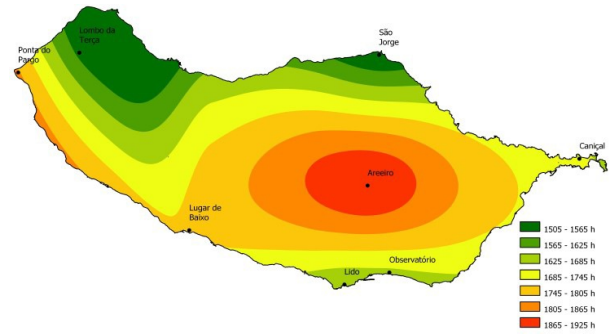 Lombo da
Terça
São
Jorge
Ponta do
Pargo
Caniçal
Areeiro
Lugar de
Baixo
Observatório
Lido
1505 - 1565 h
1565 - 1625 h
1625 - 1685 h
1685 - 1745 h
1745 - 1805 h
1805 - 1865 h
1865 - 1925 h